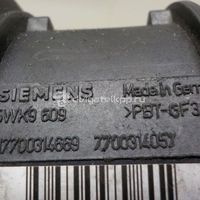 SIEMENS Made in Germ
5WK9 609 >PBT-GF3
7700314669 7700314057